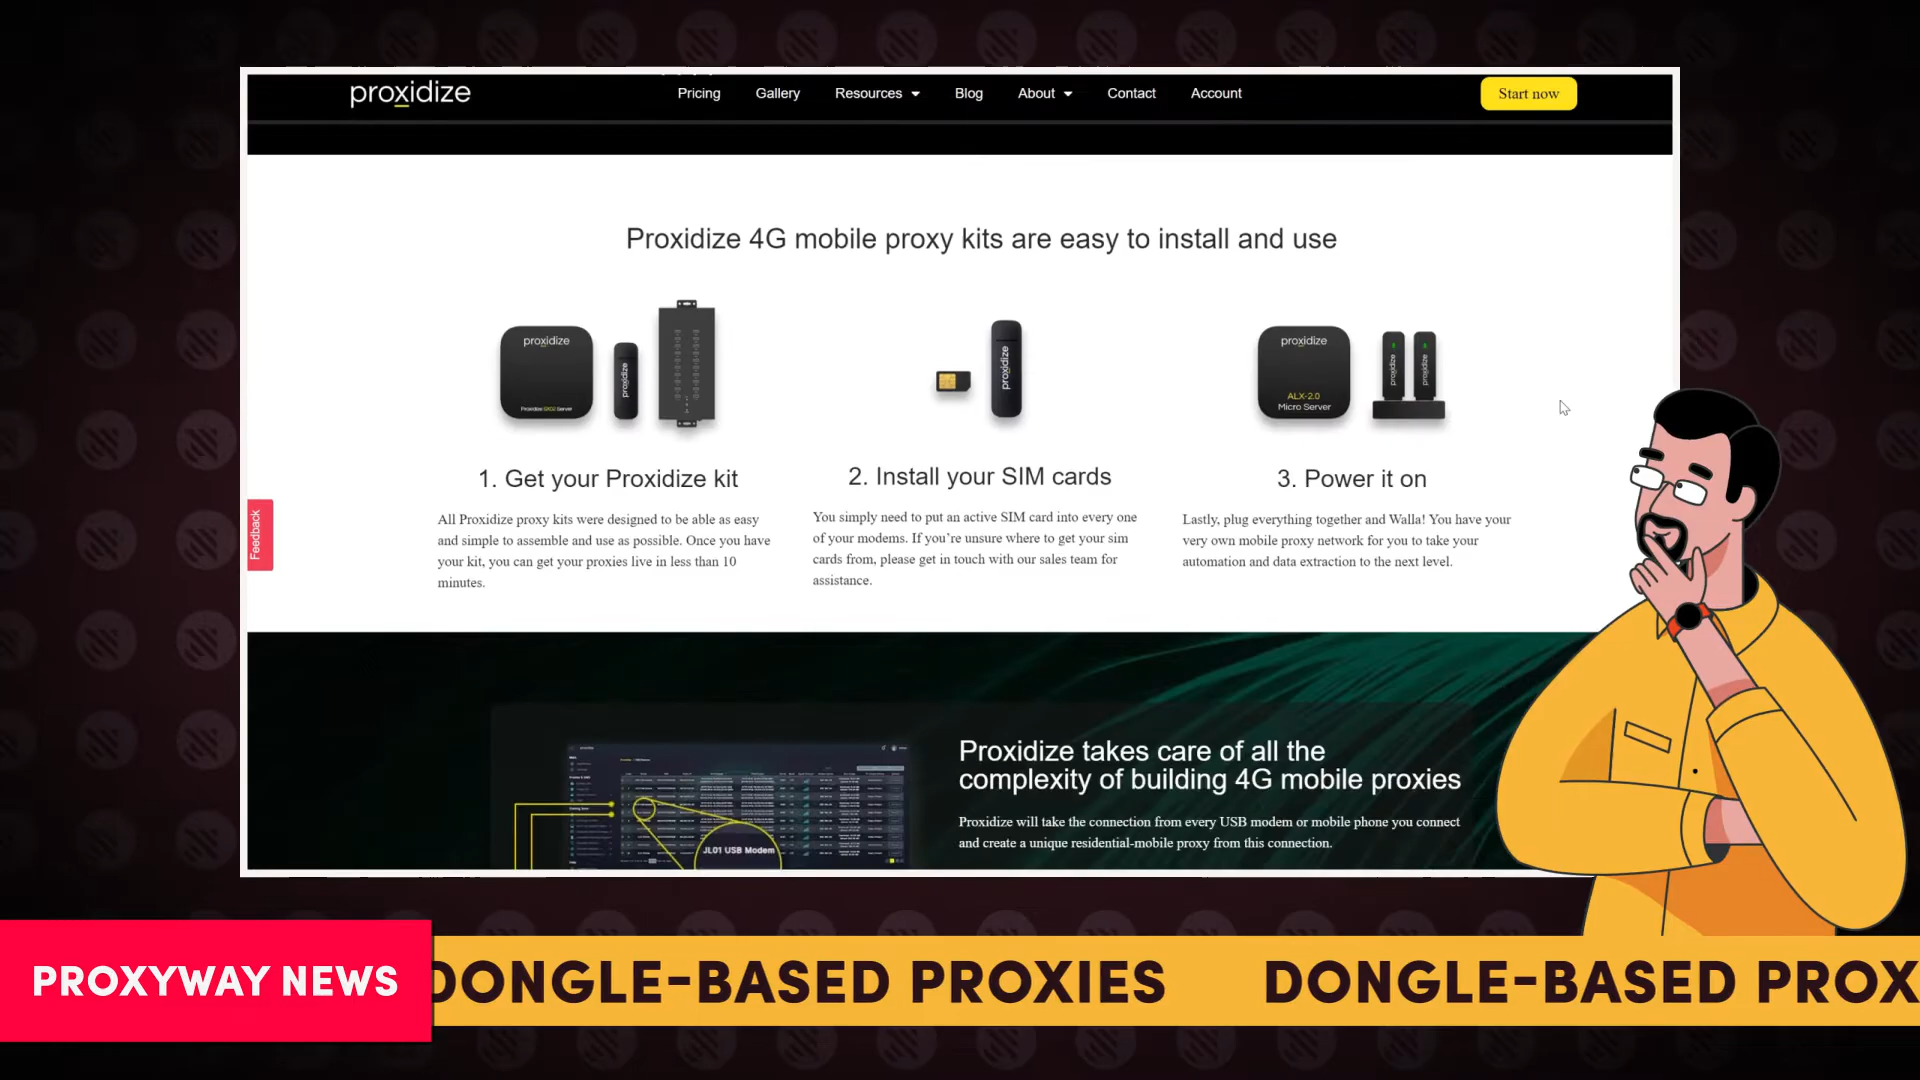 proxidize
Pricing
Gallery
Resources
Blog
About
Contact
Account
Start now
Proxidize 4G mobile proxy kits are easy to install and use
proxidize
proxidize
Server
proxidize
proxidize
ALX-2.0
Micro Server
proxidize
proxidize
1. Get your Proxidize kit
All Proxidize proxy kits were designed to be able as easy
and simple to assemble and use as possible. Once you have
your kit, you can get your proxies live in less than 10
minutes.
2. Install your SIM cards
You simply need to put an active SIM card into every one
of your modems. If you’re unsure where to get your sim
cards from, please get in touch with our sales team for
assistance.
3. Power it on
Lastly, plug everything together and Walla! You have your
very own mobile proxy network for you to take your
automation and data extraction to the next level.
Feedback
Proxidize takes care of all the
complexity of building 4G mobile proxies
Proxidize will take the connection from every USB modem or mobile phone you connect
and create a unique residential-mobile proxy from this connection.
JL01 USB Modem
PROXYWAY NEWS
DONGLE-BASED PROXIES
DONGLE-BASED PROX